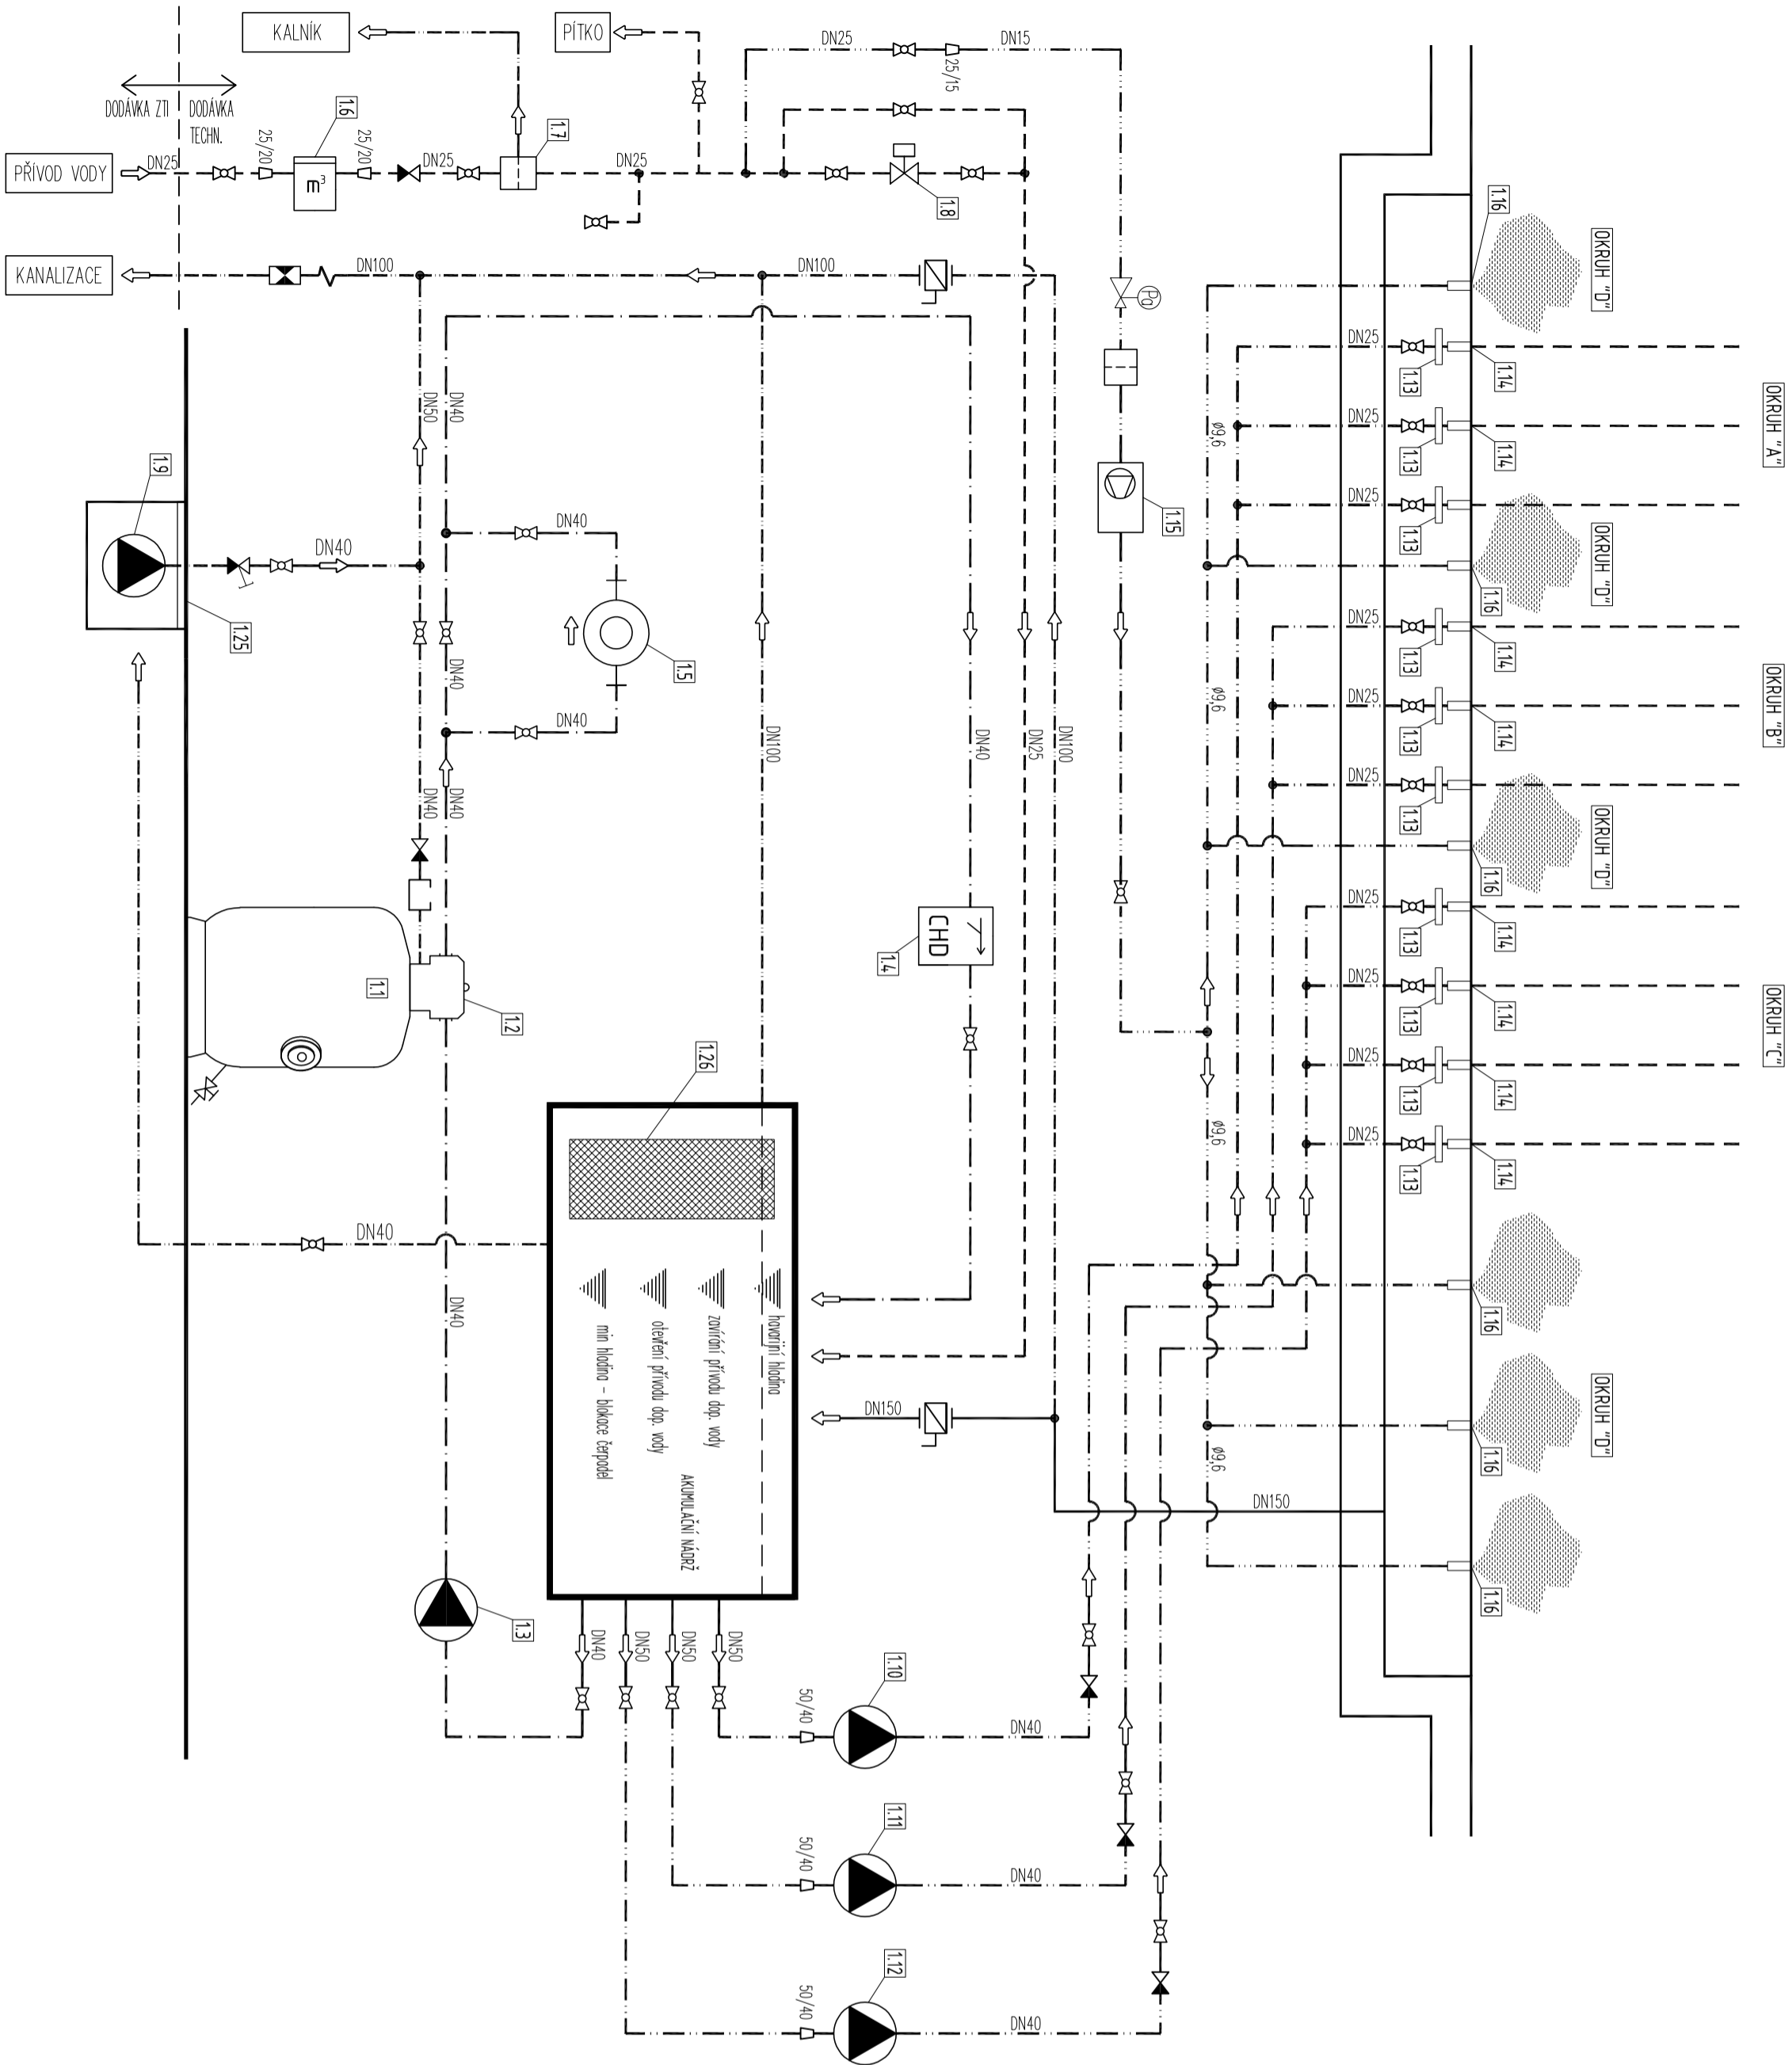 KALNÍK
PÍTKO
DN25
DN15
25/15
DODÁVKA ZTI
DODÁVKA
TECHN.
PŘÍVOD VODY
DN25
25/20
1.6
m³
25/20
DN25
1.7
DN25
1.8
KANALIZACE
DN100
DN100
Pa
1.15
1.9
DN40
1.25
DN50
DN40
DN40
DN40
DN40
DN40
DN40
1.5
DN100
DN40
DN25
DN100
1.1
1.2
CHD
1.4
1.26
DN40
DN40
havarijní hladina
zavírání přívodu dop. vody
otevření přívodu dop. vody
min hladina – blokace čerpadel
AKUMULAČNÍ NÁDRŽ
DN150
DN150
1.3
DN40
DN50
DN50
DN50
50/40
1.10
DN40
50/40
1.11
DN40
50/40
1.12
DN40
ø9,6
ø9,6
ø9,6
ø9,6
1.16
OKRUH "D"
DN25
1.13
1.14
DN25
1.13
1.14
OKRUH "A"
DN25
1.13
OKRUH "D"
1.16
DN25
1.13
1.14
DN25
1.13
1.14
OKRUH "B"
DN25
1.13
OKRUH "D"
1.16
DN25
1.13
1.14
DN25
1.13
1.14
OKRUH "C"
DN25
1.13
1.14
DN25
1.13
1.14
1.16
OKRUH "D"
1.16
1.16